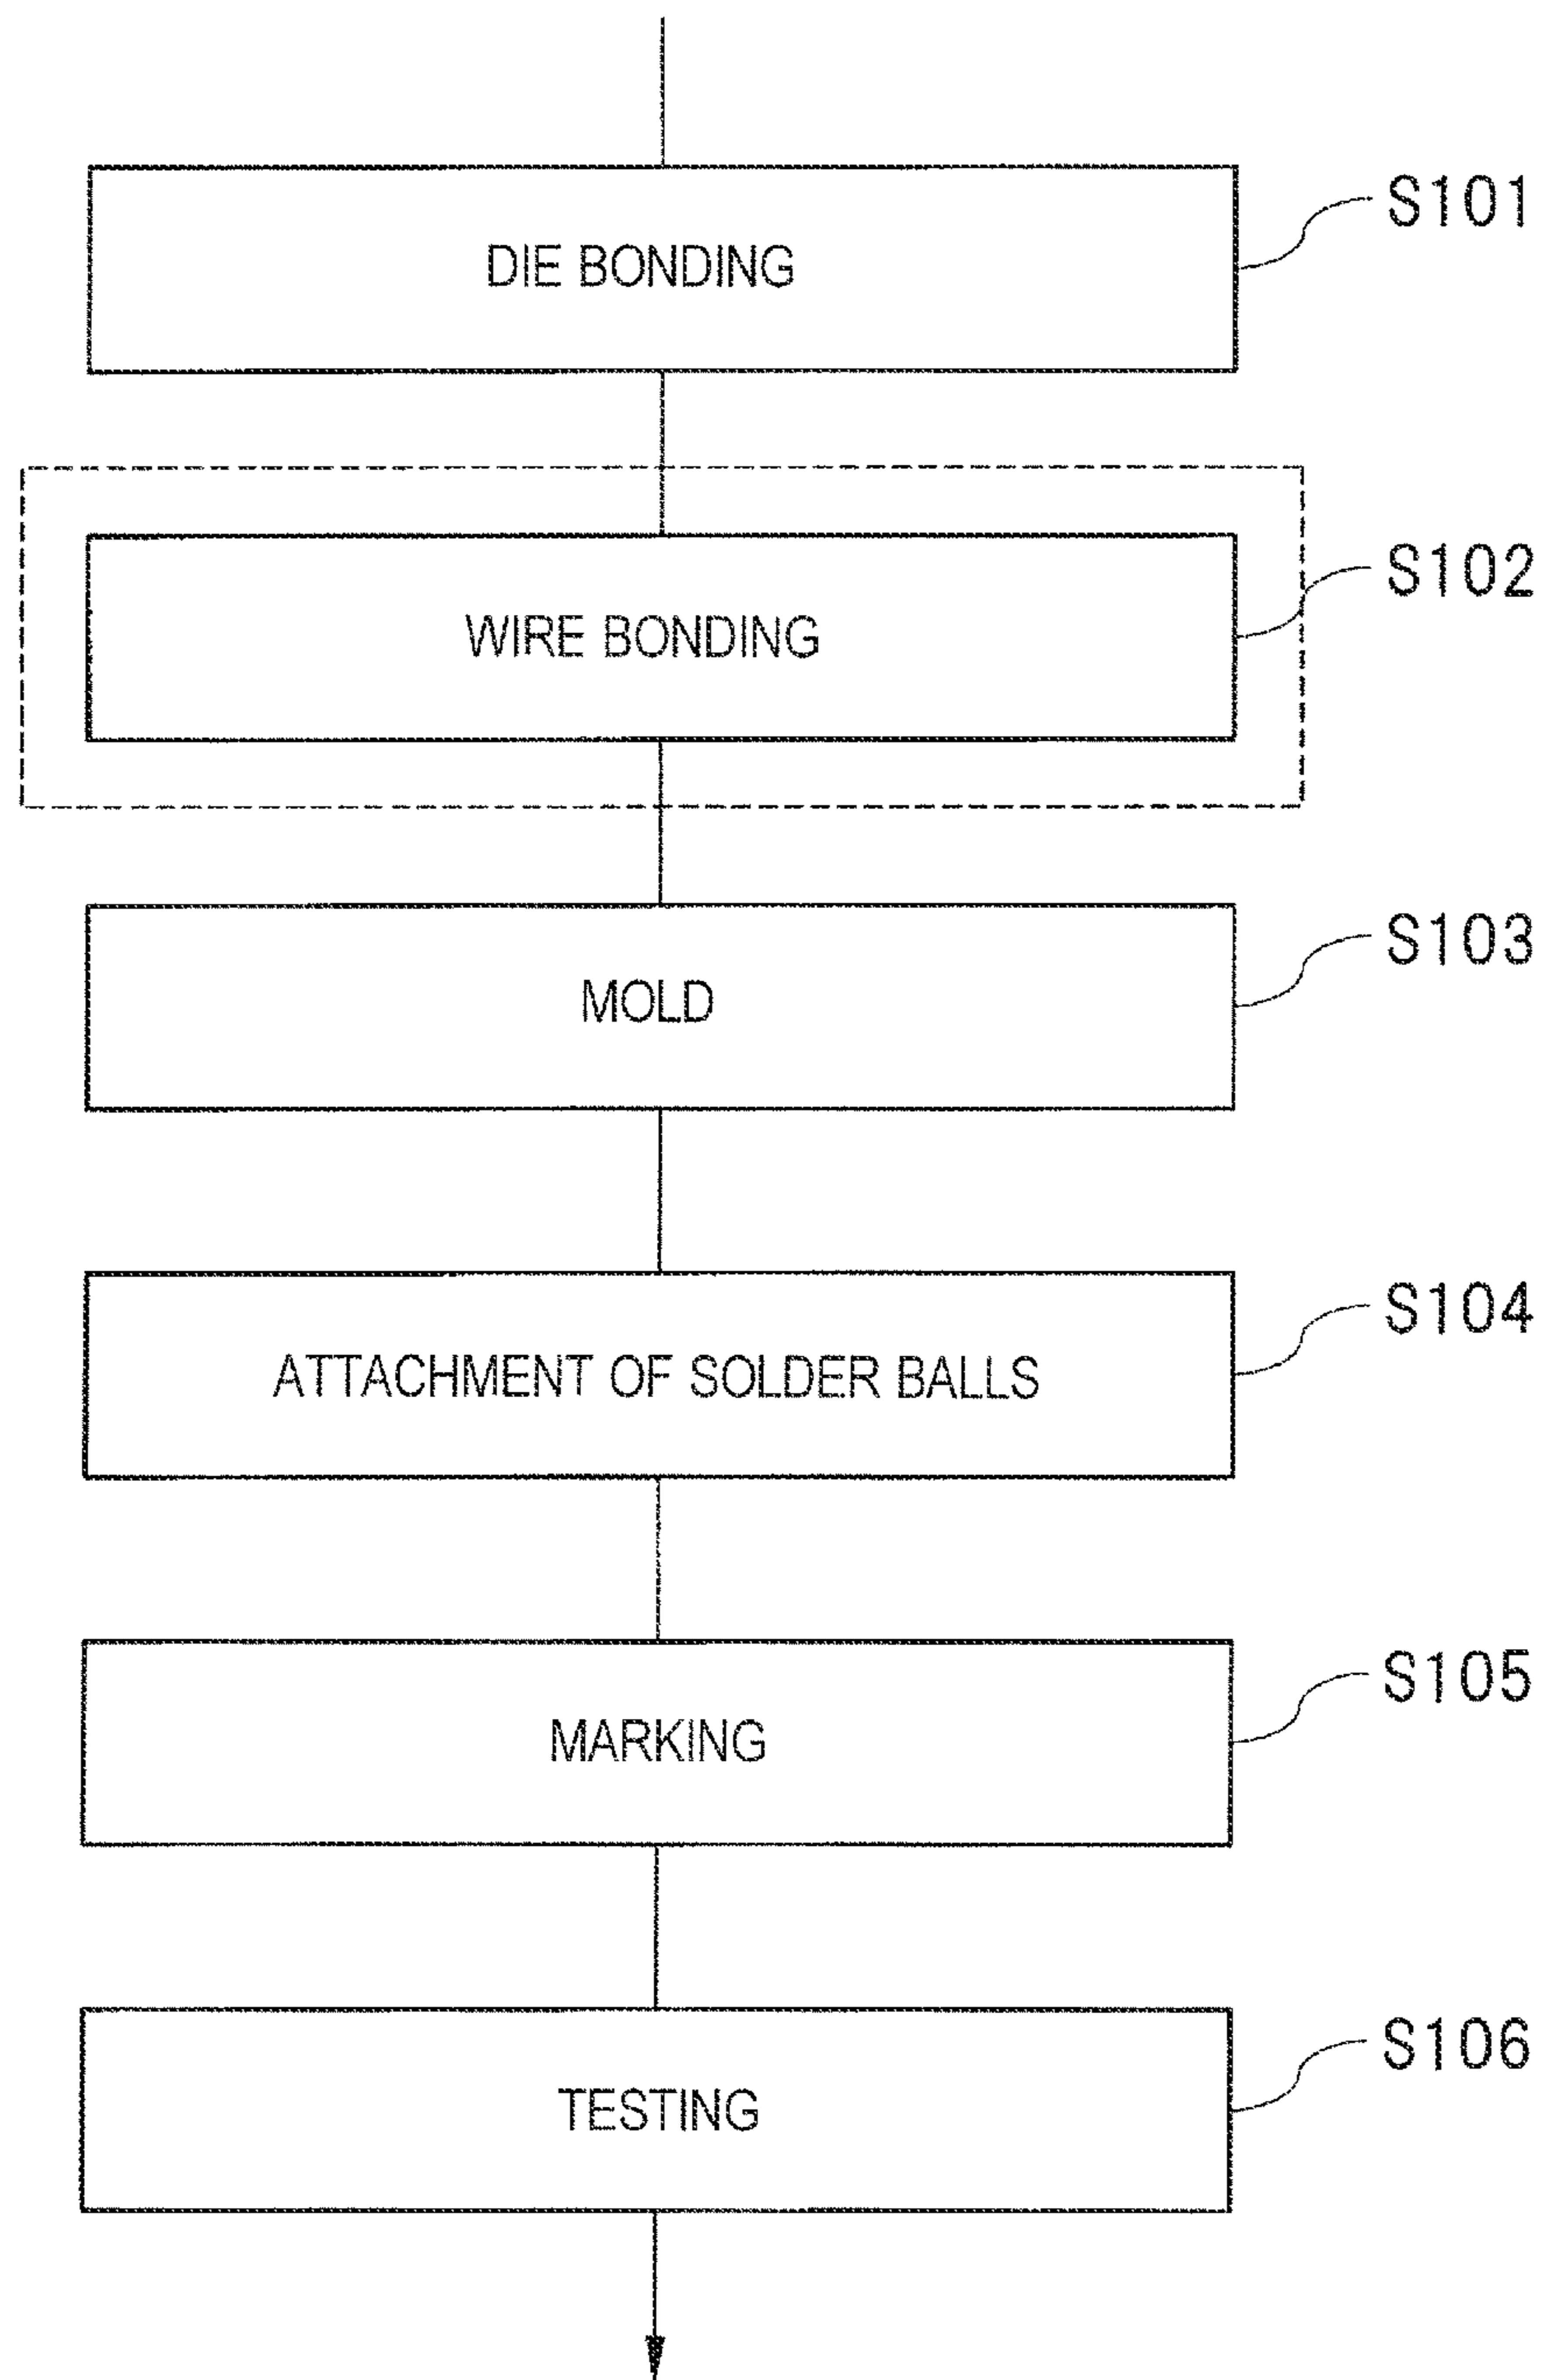 DIE BONDING
S101
WIRE BONDING
S102
MOLD
S103
ATTACHMENT OF SOLDER BALLS
S104
MARKING
S105
TESTING
S106